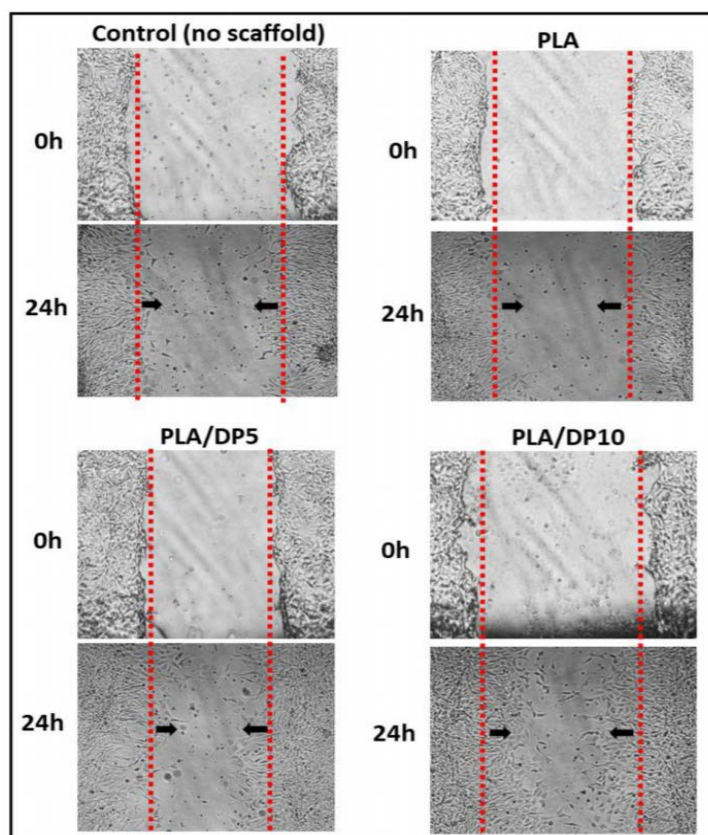 Control (no scaffold)
PLA
0h
0h
24h
24h
PLA/DP5
PLA/DP10
0h
0h
24h
24h